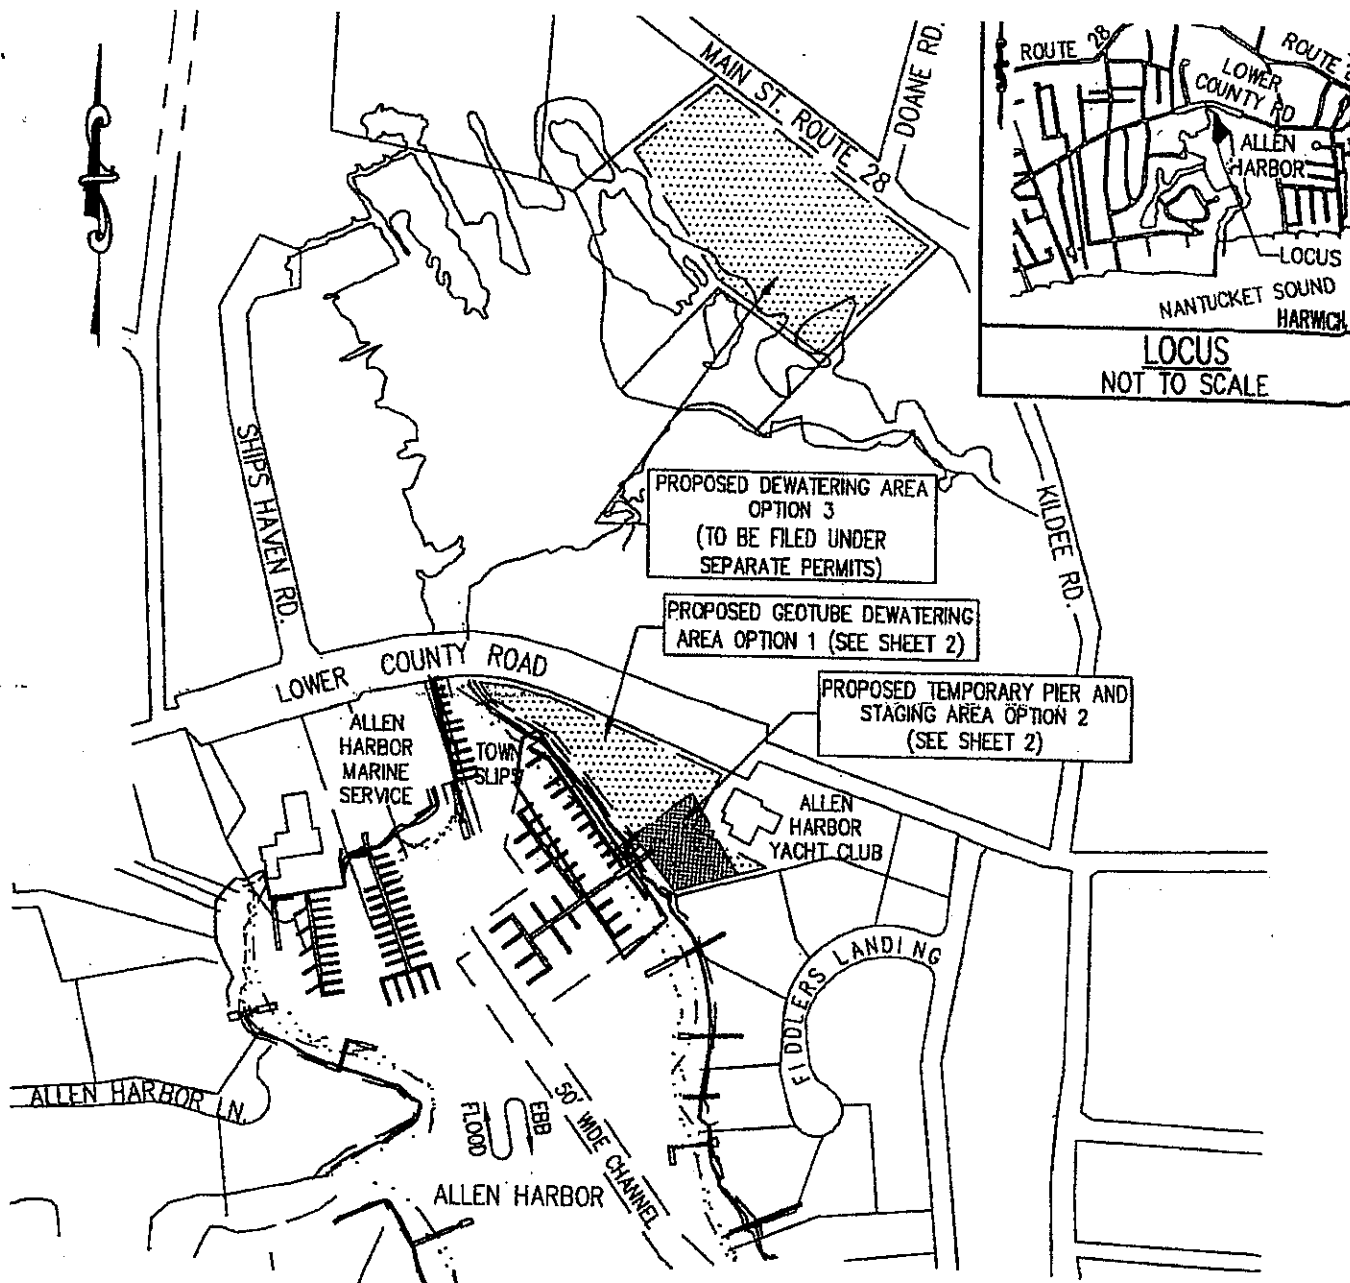 MAIN ST. ROUTE 28
DOANE RD.
ROUTE 28
ROUTE
LOWER
COUNTY RD
ALLEN
HARBOR
LOCUS
NANTUCKET SOUND
HARWICH
LOCUS
NOT TO SCALE
SHIPS HAVEN RD.
PROPOSED DEWATERING AREA
OPTION 3
(TO BE FILED UNDER
SEPARATE PERMITS)
KILDEE RD.
PROPOSED GEOTUBE DEWATERING
AREA OPTION 1 (SEE SHEET 2)
LOWER COUNTY ROAD
PROPOSED TEMPORARY PIER AND
STAGING AREA OPTION 2
(SEE SHEET 2)
ALLEN
HARBOR
MARINE
SERVICE
TOWN
SLIPS
ALLEN
HARBOR
YACHT CLUB
FIDDLERS LANDING
ALLEN HARBOR LN.
FLOOD
EBB
50' WIDE CHANNEL
ALLEN HARBOR